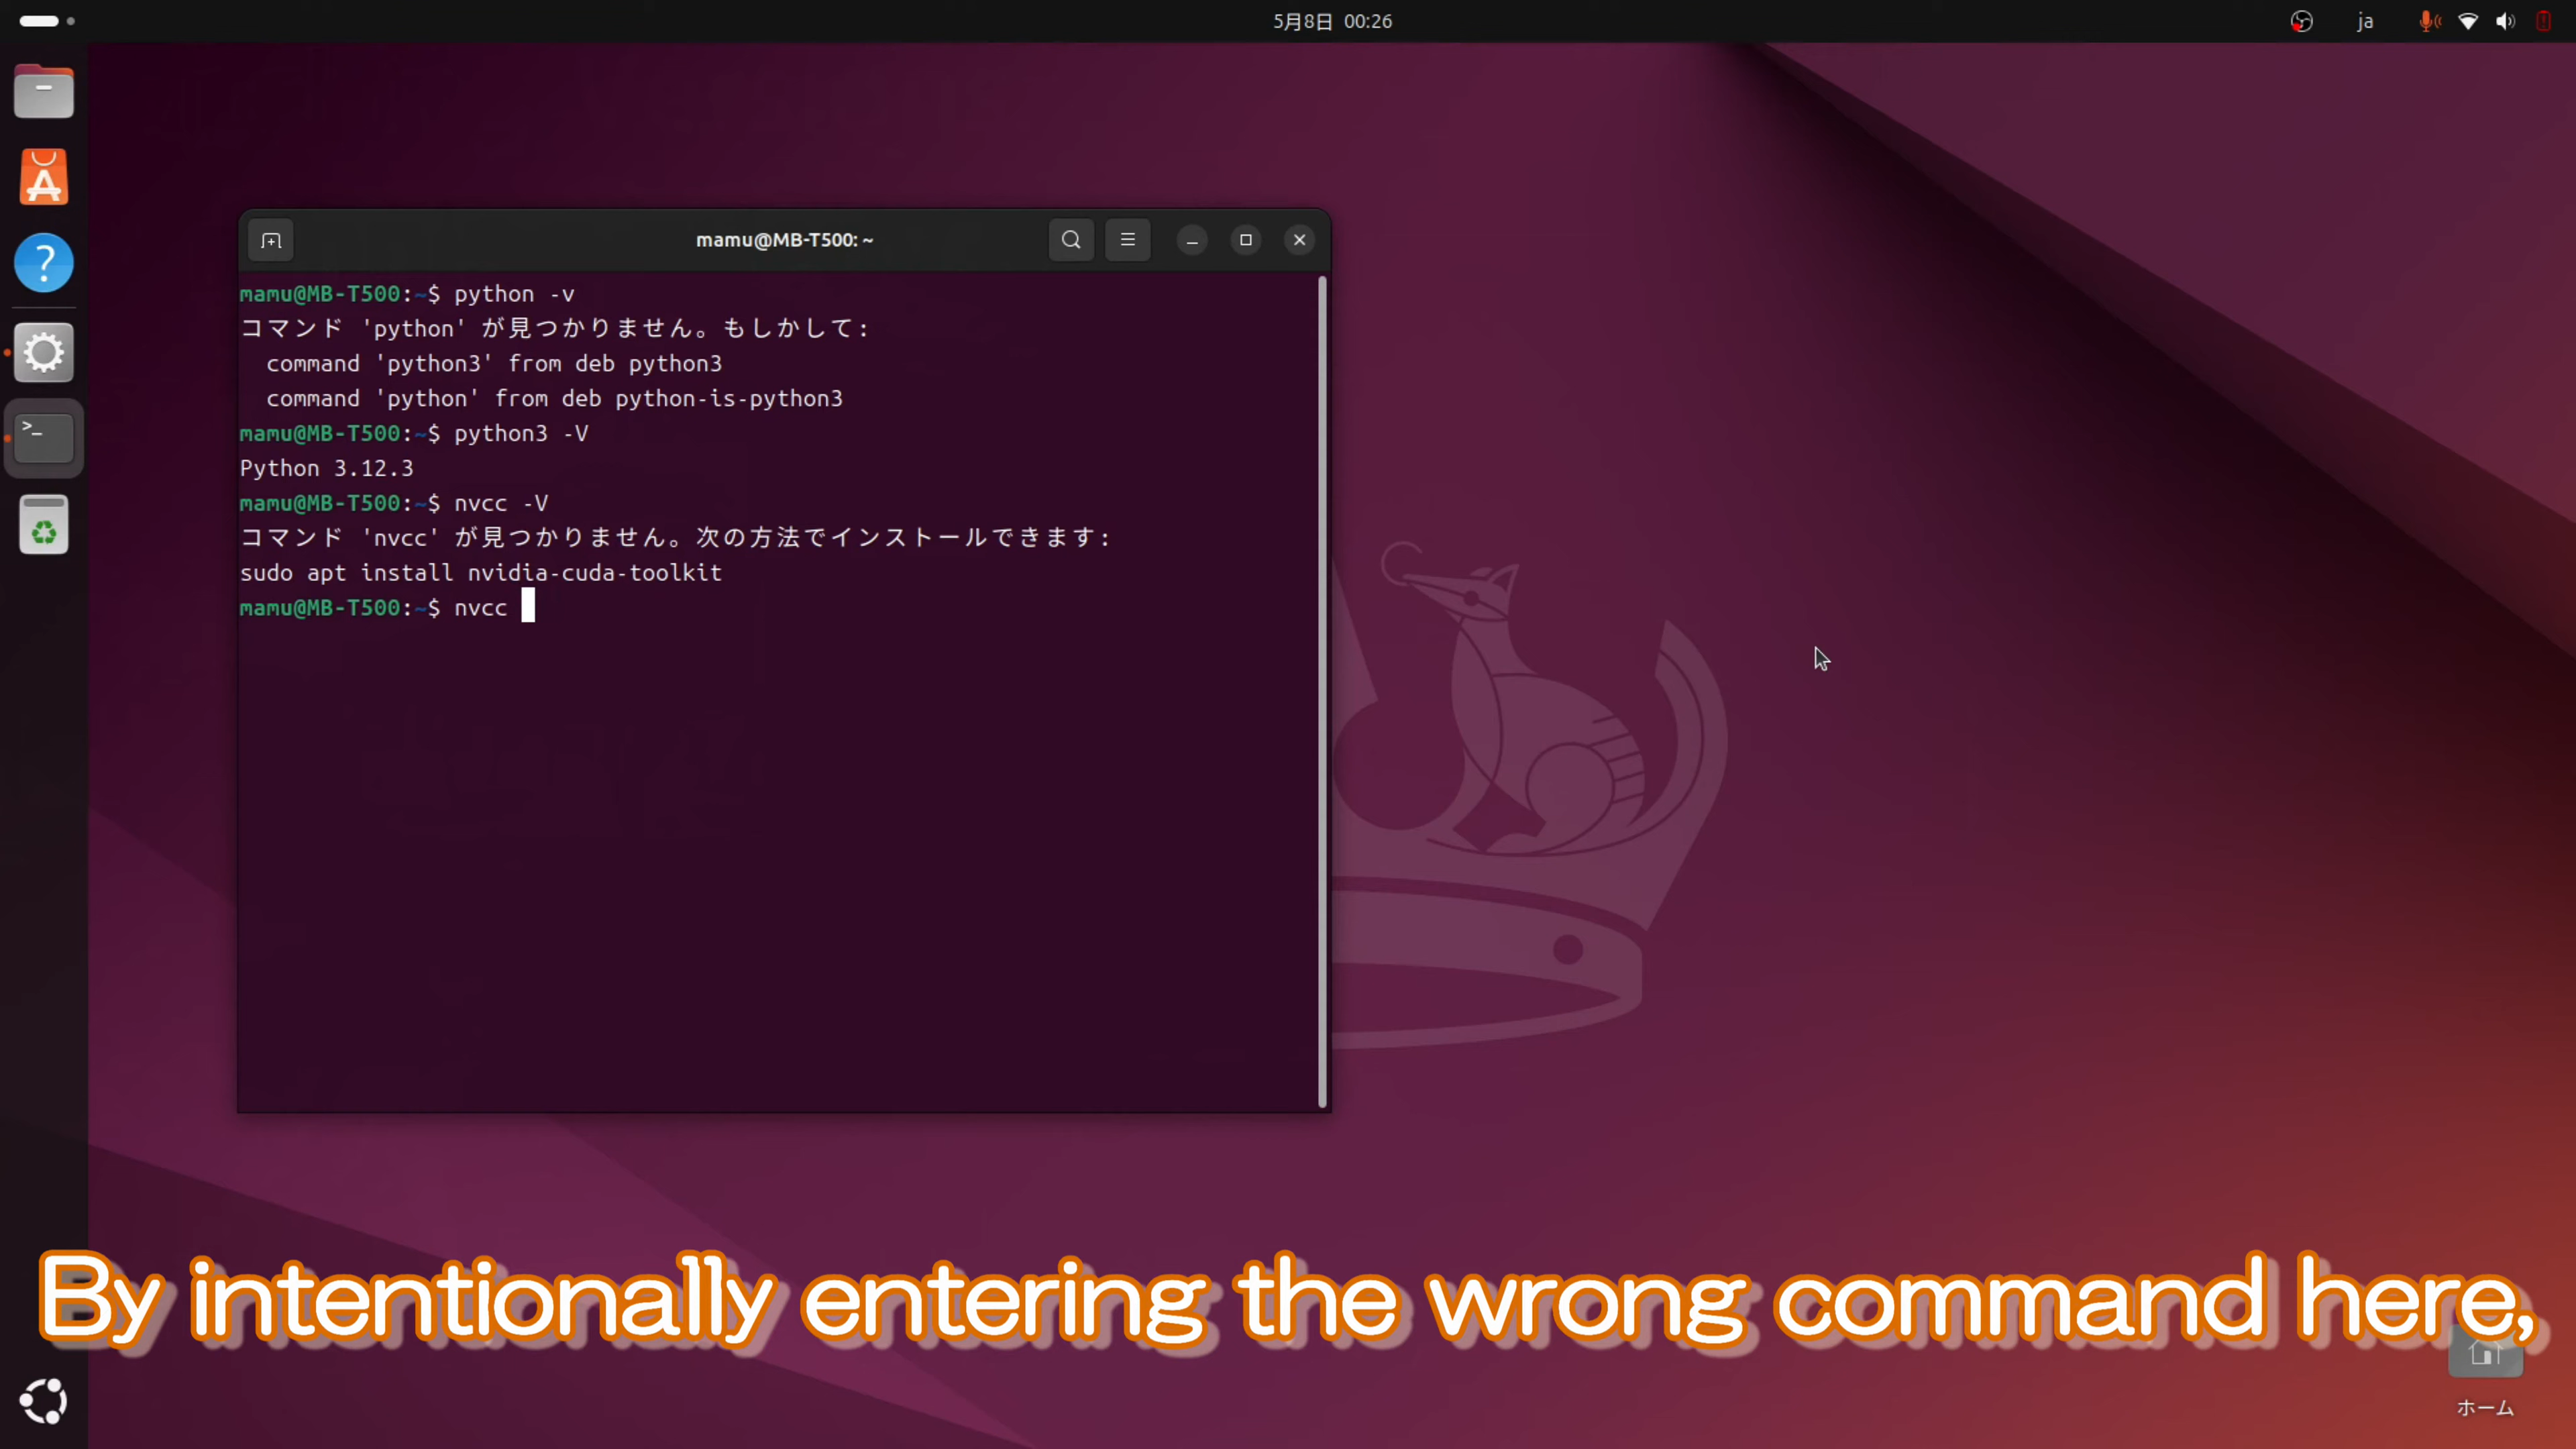 5月8日 00:26
ja
mamu@MB-T500: ~
mamu@MB-T500:~$ python -v
コマンド 'python' が見つかりません。もしかして:
  command 'python3' from deb python3
  command 'python' from deb python-is-python3
mamu@MB-T500:~$ python3 -V
Python 3.12.3
mamu@MB-T500:~$ nvcc -V
コマンド 'nvcc' が見つかりません。次の方法でインストールできます:
sudo apt install nvidia-cuda-toolkit
mamu@MB-T500:~$ nvcc
By intentionally entering the wrong command here,
ホーム